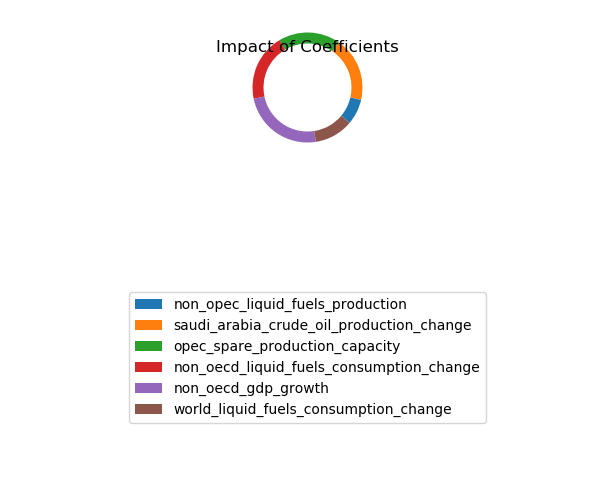 Impact of Coefficients
non_opec_liquid_fuels_production
saudi_arabia_crude_oil_production_change
opec_spare_production_capacity
non_oecd_liquid_fuels_consumption_change
non_oecd_gdp_growth
world_liquid_fuels_consumption_change